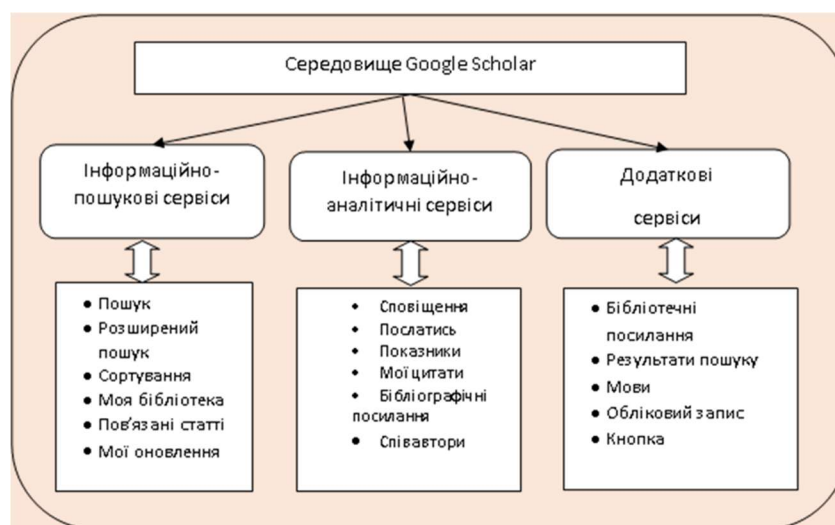 Середовище Google Scholar
Інформаційно-
пошукові сервіси
Інформаційно-
аналітичні сервіси
Додаткові
сервіси
● Пошук
● Розширений
пошук
● Сортування
● Моя бібліотека
● Пов'язані статті
● Мої оновлення
◆ Сповіщення
◆ Послатись
◆ Показники
◆ Мої цитати
◆ Бібліографічні
посилання
● Співавтори
● Бібліотечні
посилання
● Результати пошуку
● Мови
● Обліковий запис
● Кнопка